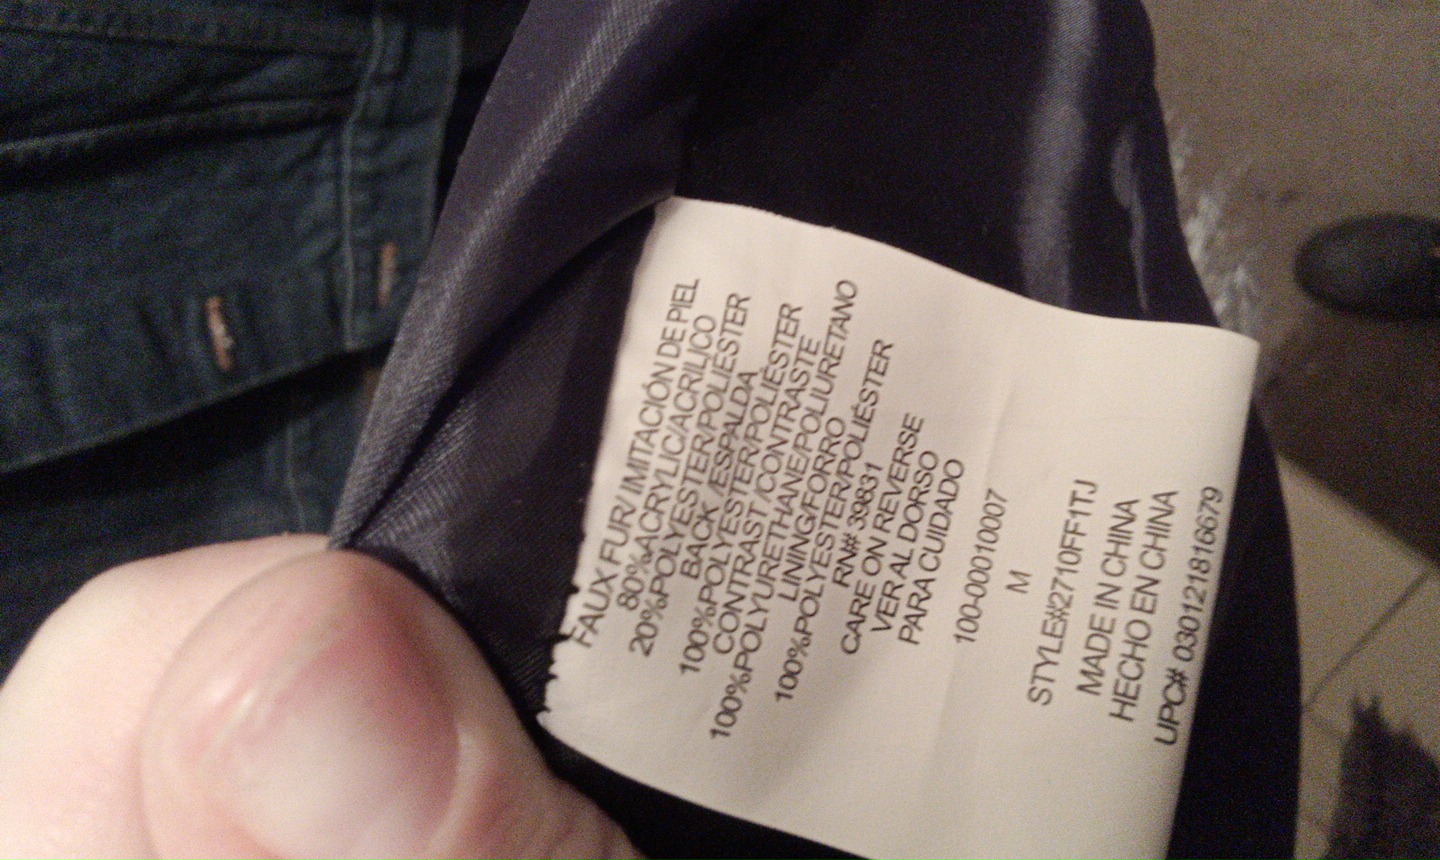 FAUX FUR/ IMITACIÓN DE PIEL
80%ACRYLIC/ACRILICO
20%POLYESTER/POLIÉSTER
BACK /ESPALDA
100%POLYESTER/POLIÉSTER
CONTRAST /CONTRASTE
100%POLYURETHANE/POLIURETANO
LINING/FORRO
100%POLYESTER/POLIÉSTER
RN# 39831
CARE ON REVERSE
VER AL DORSO
PARA CUIDADO
100-00010007
M
STYLE#2710FF1TJ
MADE IN CHINA
HECHO EN CHINA
UPC# 030121816679